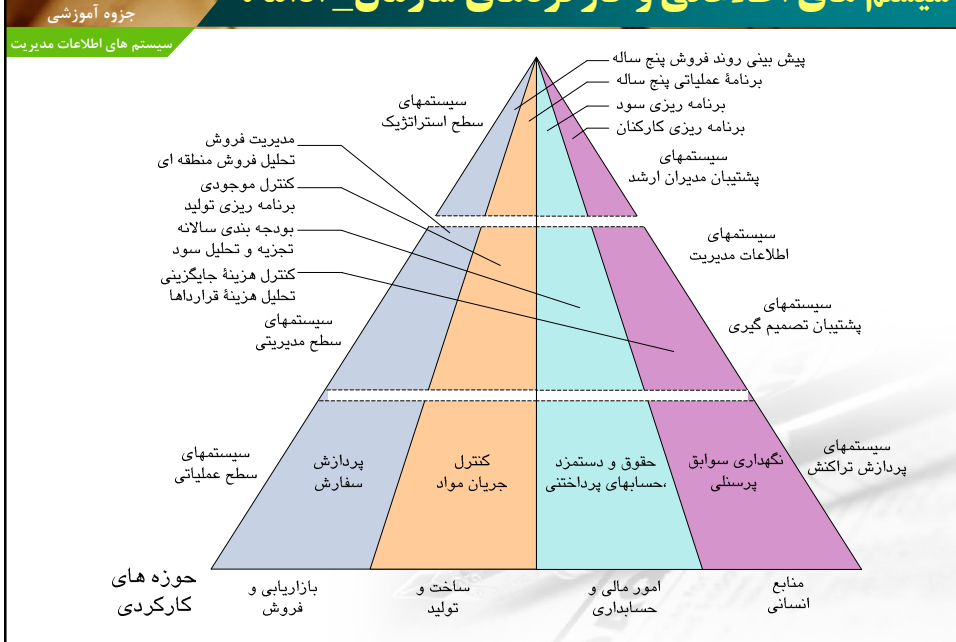 جزوه آموزشی
سیستم های اطلاعات مدیریت
پیش بینی روند فروش پنج ساله
برنامهٔ عملیاتی پنج ساله
برنامه ریزی سود
برنامه ریزی کارکنان
سیستمهای
سطح استراتژیک
سیستمهای
پشتیبان مدیران ارشد
مدیریت فروش
تحلیل فروش منطقه ای
کنترل موجودی
برنامه ریزی تولید
بودجه بندی سالانه
تجزیه و تحلیل سود
کنترل هزینهٔ جایگزینی
تحلیل هزینهٔ قرارداها
سیستمهای
اطلاعات مدیریت
سیستمهای
پشتیبان تصمیم گیری
سیستمهای
سطح مدیریتی
سیستمهای
پردازش تراکنش
سیستمهای
سطح عملیاتی
نگهداری سوابق
پرسنلی
حقوق و دستمزد
،حسابهای پرداختنی
کنترل
جریان مواد
پردازش
سفارش
حوزه های
کارکردی
منابع
انسانی
امور مالی و
حسابداری
ساخت و
تولید
بازاریابی و
فروش